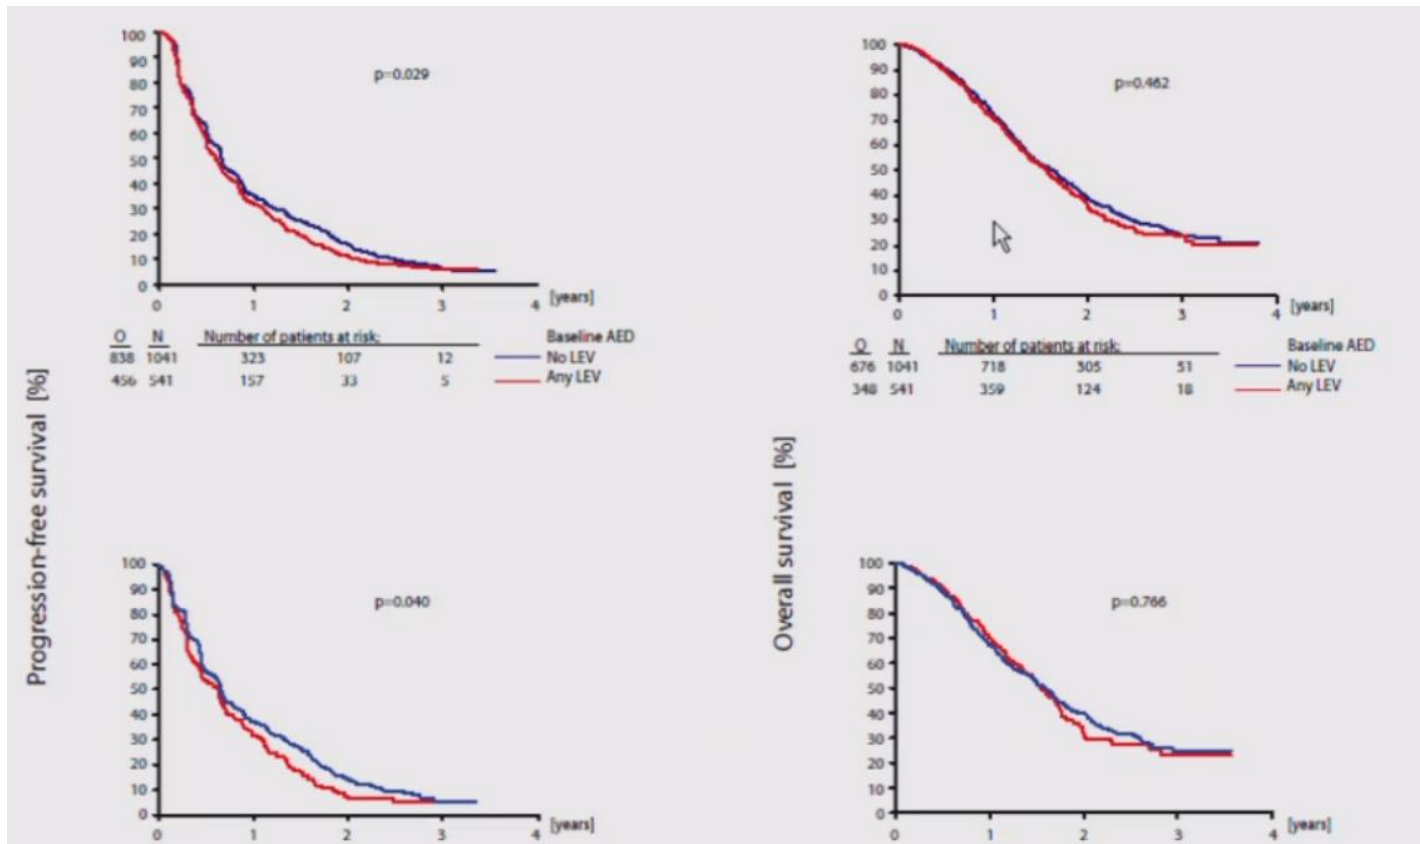 100
90
80
70
60
50
40
30
20
10
0
p=0.029
0 1 2 3 4 [years]
O N Number of patients at risk: Baseline AED
838 1041 323 107 12 No LEV
456 541 157 33 5 Any LEV
100
90
80
70
60
50
40
30
20
10
0
p=0.462
0 1 2 3 4 [years]
O N Number of patients at risk: Baseline AED
676 1041 718 305 51 No LEV
348 541 359 124 18 Any LEV
Progression-free survival [%]
Overall survival [%]
100
90
80
70
60
50
40
30
20
10
0
p=0.040
0 1 2 3 4 [years]
100
90
80
70
60
50
40
30
20
10
0
p=0.766
0 1 2 3 4 [years]